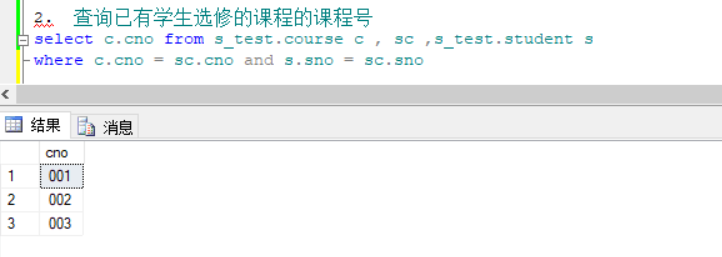 2. 查询已有学生选修的课程的课程号
select c.cno from s_test.course c , sc ,s_test.student s
where c.cno = sc.cno and s.sno = sc.sno
结果 消息
cno
1 001
2 002
3 003